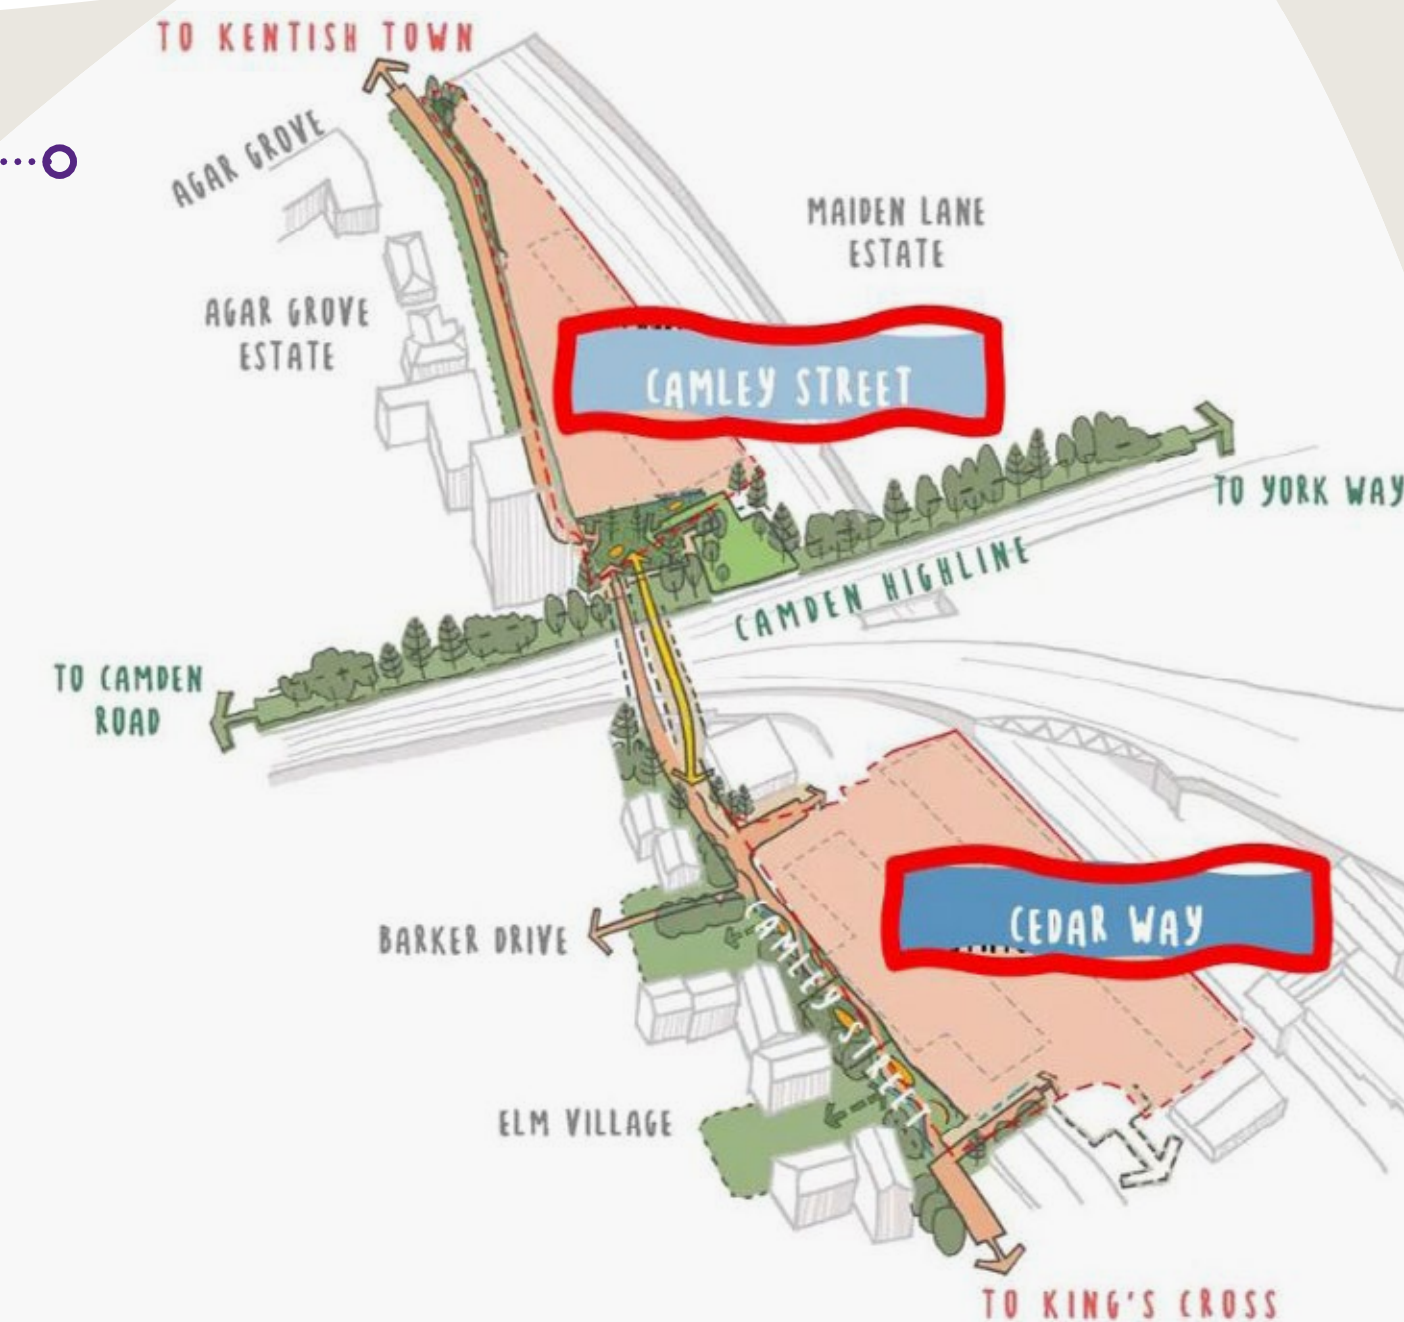 TO KENTISH TOWN
AGAR GROVE
MAIDEN LANE
ESTATE
AGAR GROVE
ESTATE
CAMLEY STREET
TO YORK WAY
CAMDEN HIGHLINE
TO CAMDEN
ROAD
CEDAR WAY
BARKER DRIVE
CAMLEY STREET
ELM VILLAGE
TO KING'S CROSS